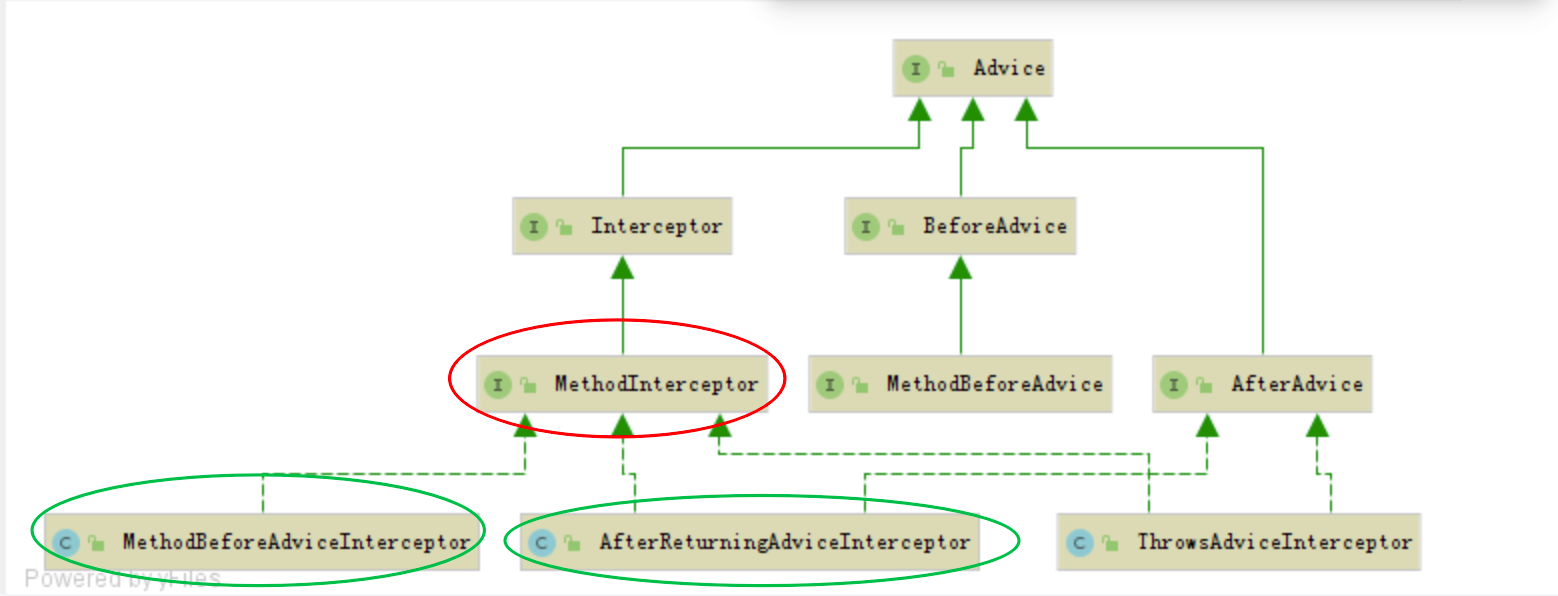 I Advice
I Interceptor
I BeforeAdvice
I MethodInterceptor
I MethodBeforeAdvice
I AfterAdvice
C MethodBeforeAdviceInterceptor
C AfterReturningAdviceInterceptor
C ThrowsAdviceInterceptor
Powered by yFiles